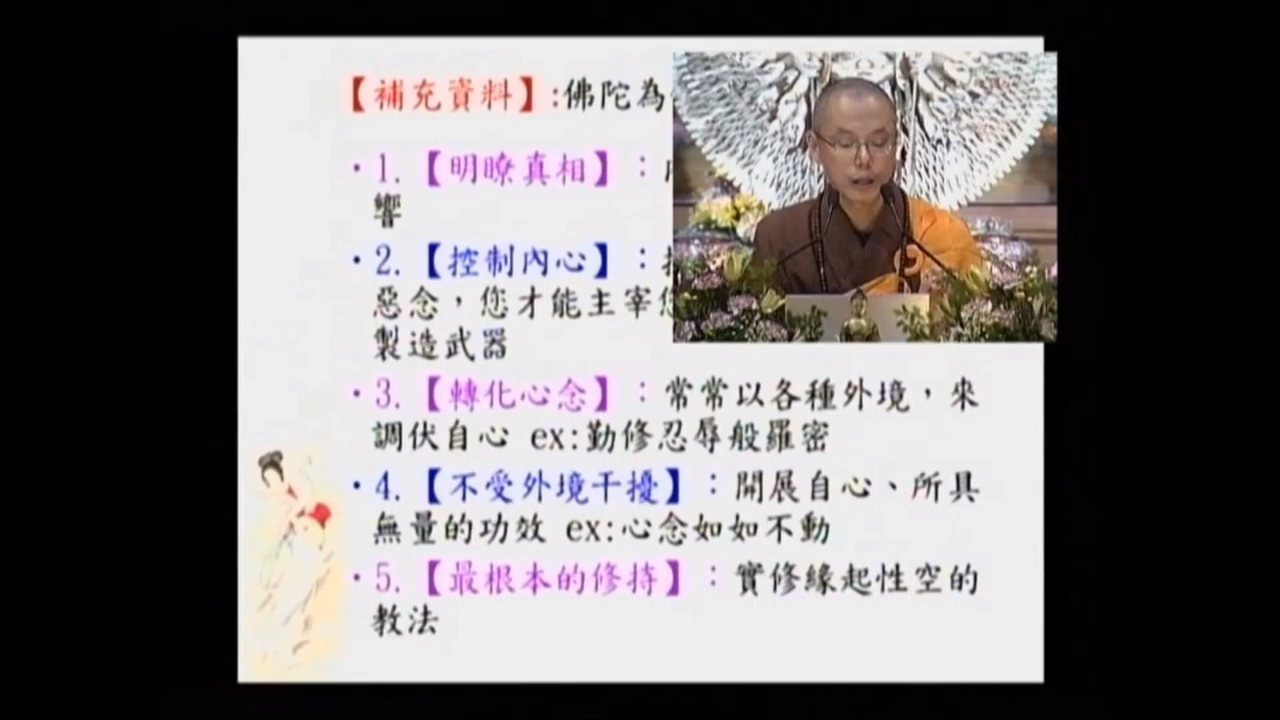 【補充資料】:佛陀為
•1.【明瞭真相】：
響
•2.【控制內心】：
惡念，您才能主宰
製造武器
•3.【轉化心念】：常常以各種外境，來
調伏自心 ex:勤修忍辱般羅密
•4.【不受外境干擾】：開展自心、所具
無量的功效 ex:心念如如不動
•5.【最根本的修持】：實修緣起性空的
教法